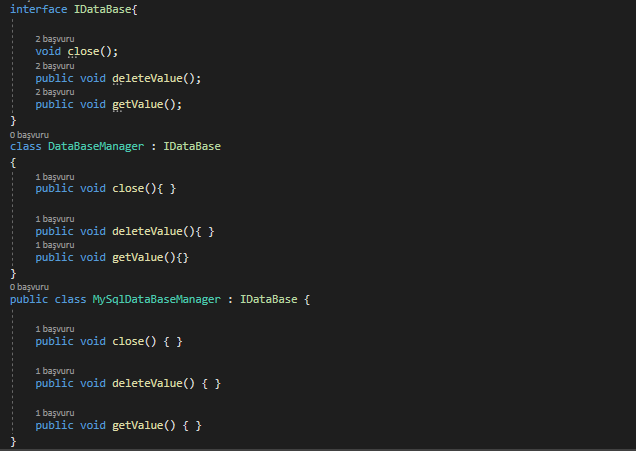 interface IDataBase{
2 başvuru
void close();
2 başvuru
public void deleteValue();
2 başvuru
public void getValue();
}
0 başvuru
class DataBaseManager : IDataBase
{
1 başvuru
public void close(){ }
1 başvuru
public void deleteValue(){ }
1 başvuru
public void getValue(){}
}
0 başvuru
public class MySqlDataBaseManager : IDataBase {
1 başvuru
public void close() { }
1 başvuru
public void deleteValue() { }
1 başvuru
public void getValue() { }
}